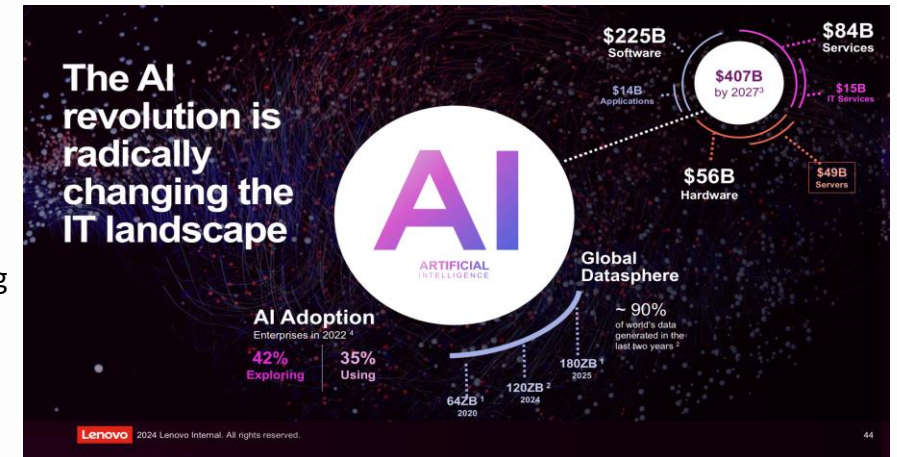 The AI
revolution is
radically
changing the
IT landscape
g
$225B
Software
$14B
Applications
$407B
by 2027³
$84B
Services
$15B
IT Services
$56B
Hardware
$49B
Servers
AI
ARTIFICIAL
INTELLIGENCE
Global
Datasphere
~ 90%
of world's data
generated in the
last two years ²
AI Adoption
Enterprises in 2022 ⁴
42%
Exploring
35%
Using
64ZB ¹
2020
120ZB ²
2024
180ZB ¹
2025
Lenovo 2024 Lenovo Internal. All rights reserved. 44